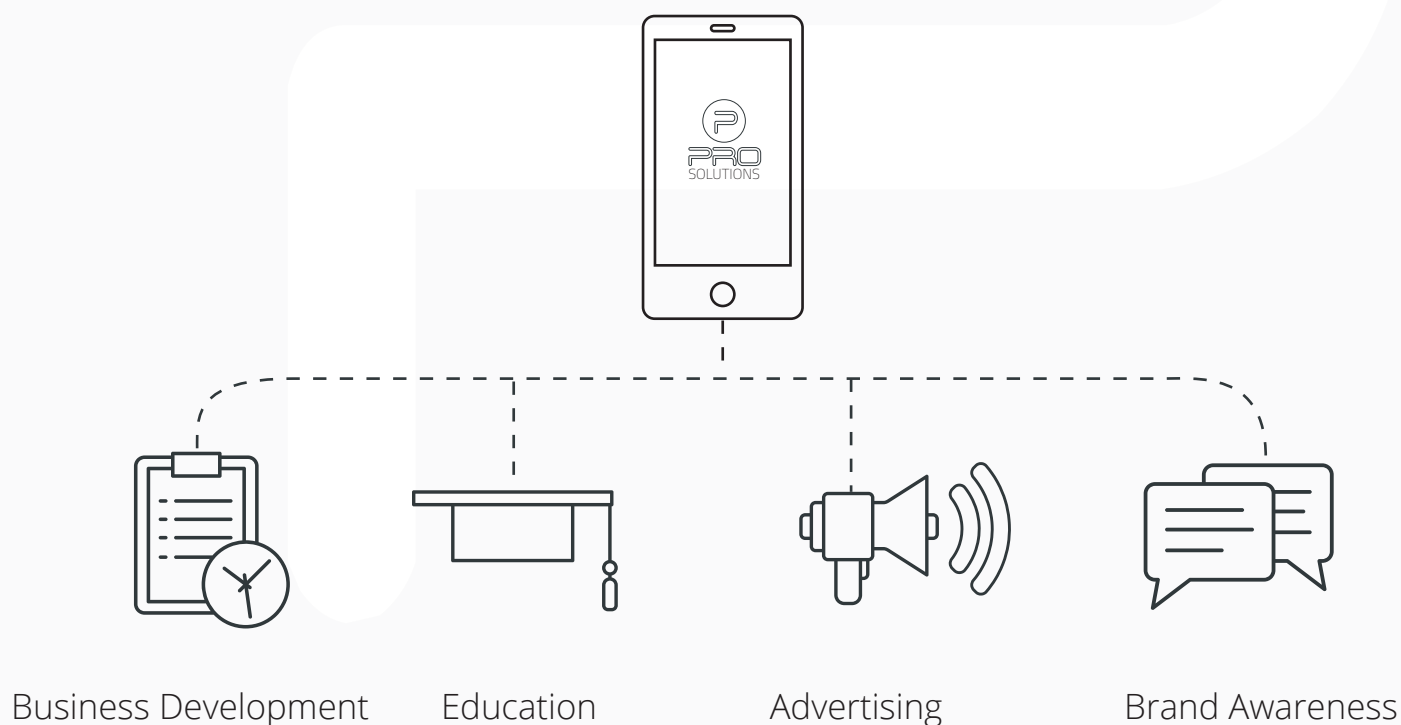 P
PRO
SOLUTIONS
Business Development
Education
Advertising
Brand Awareness